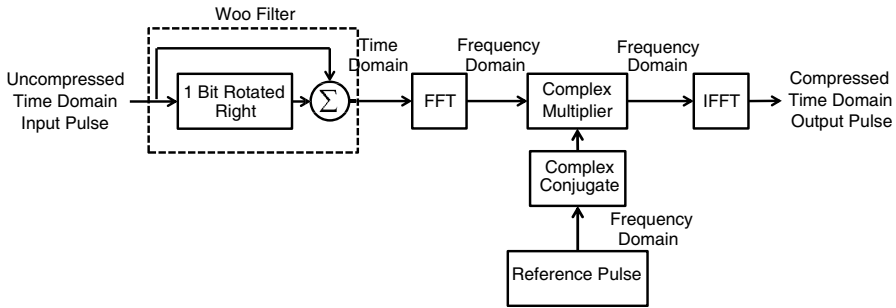 Woo Filter
Uncompressed
Time Domain
Input Pulse
1 Bit Rotated
Right
Σ
Time
Domain
FFT
Frequency
Domain
Complex
Multiplier
Frequency
Domain
IFFT
Compressed
Time Domain
Output Pulse
Complex
Conjugate
Frequency
Domain
Reference Pulse